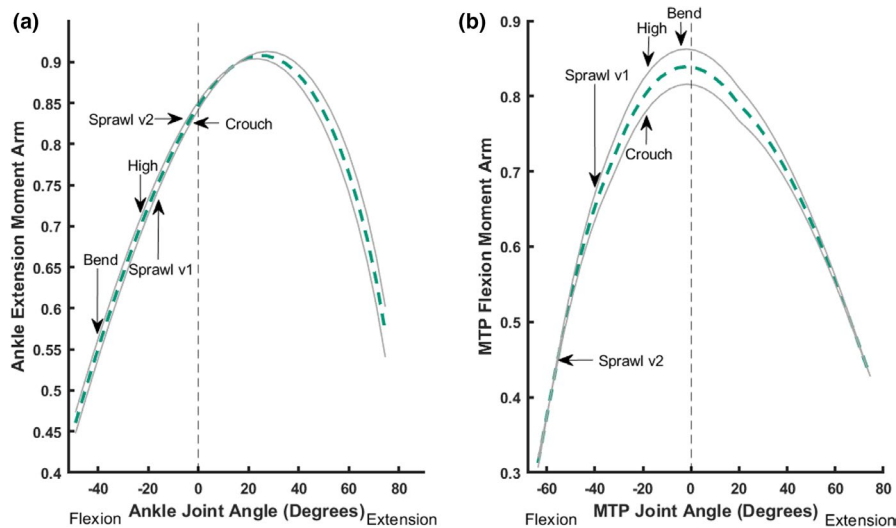 (a)
Ankle Extension Moment Arm
0.9
0.85
0.8
0.75
0.7
0.65
0.6
0.55
0.5
0.45
0.4
Sprawl v2
Crouch
High
Sprawl v1
Bend
-40 -20 0 20 40 60 80
Flexion Ankle Joint Angle (Degrees) Extension
(b)
MTP Flexion Moment Arm
0.9
0.8
0.7
0.6
0.5
0.4
0.3
Bend
High
Sprawl v1
Crouch
Sprawl v2
-60 -40 -20 0 20 40 60 80
Flexion MTP Joint Angle (Degrees) Extension